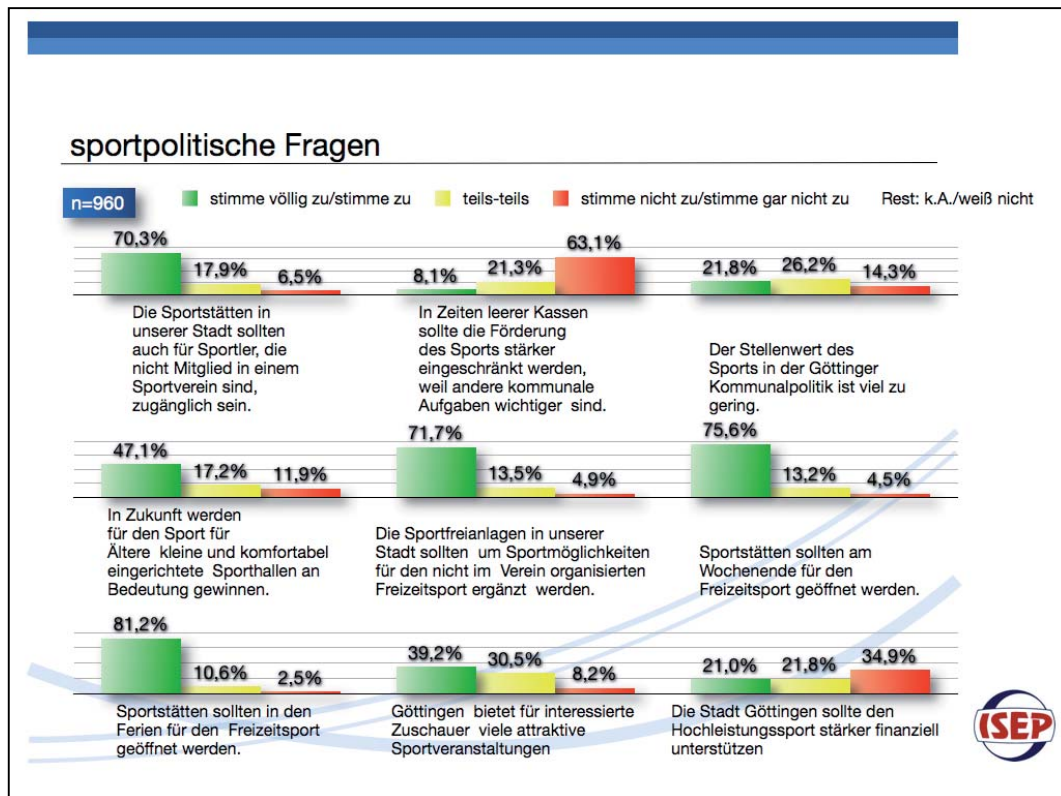 sportpolitische Fragen
n=960
stimme völlig zu/stimme zu
teils-teils
stimme nicht zu/stimme gar nicht zu
Rest: k.A./weiß nicht
70,3%
17,9%
6,5%
Die Sportstätten in
unserer Stadt sollten
auch für Sportler, die
nicht Mitglied in einem
Sportverein sind,
zugänglich sein.
8,1%
21,3%
63,1%
In Zeiten leerer Kassen
sollte die Förderung
des Sports stärker
eingeschränkt werden,
weil andere kommunale
Aufgaben wichtiger sind.
21,8%
26,2%
14,3%
Der Stellenwert des
Sports in der Göttinger
Kommunalpolitik ist viel zu
gering.
47,1%
17,2%
11,9%
In Zukunft werden
für den Sport für
Ältere kleine und komfortabel
eingerichtete Sporthallen an
Bedeutung gewinnen.
71,7%
13,5%
4,9%
Die Sportfreianlagen in unserer
Stadt sollten um Sportmöglichkeiten
für den nicht im Verein organisierten
Freizeitsport ergänzt werden.
75,6%
13,2%
4,5%
Sportstätten sollten am
Wochenende für den
Freizeitsport geöffnet werden.
81,2%
10,6%
2,5%
Sportstätten sollten in den
Ferien für den Freizeitsport
geöffnet werden.
39,2%
30,5%
8,2%
Göttingen bietet für interessierte
Zuschauer viele attraktive
Sportveranstaltungen
21,0%
21,8%
34,9%
Die Stadt Göttingen sollte den
Hochleistungssport stärker finanziell
unterstützen
ISEP